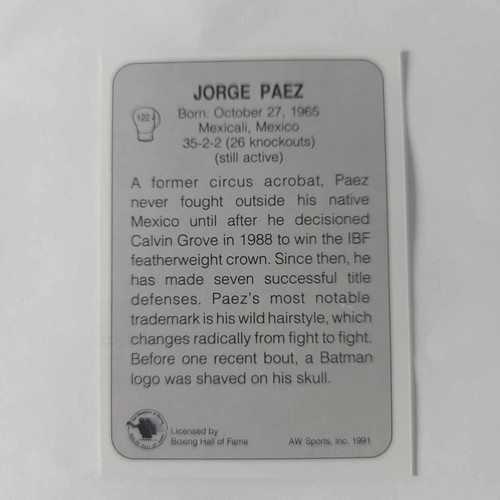 JORGE PAEZ
122
Born: October 27, 1965
Mexicali, Mexico
35-2-2 (26 knockouts)
(still active)
A former circus acrobat, Paez
never fought outside his native
Mexico until after he decisioned
Calvin Grove in 1988 to win the IBF
featherweight crown. Since then, he
has made seven successful title
defenses. Paez's most notable
trademark is his wild hairstyle, which
changes radically from fight to fight.
Before one recent bout, a Batman
logo was shaved on his skull.
Licensed by
Boxing Hall of Fame
AW Sports, Inc. 1991